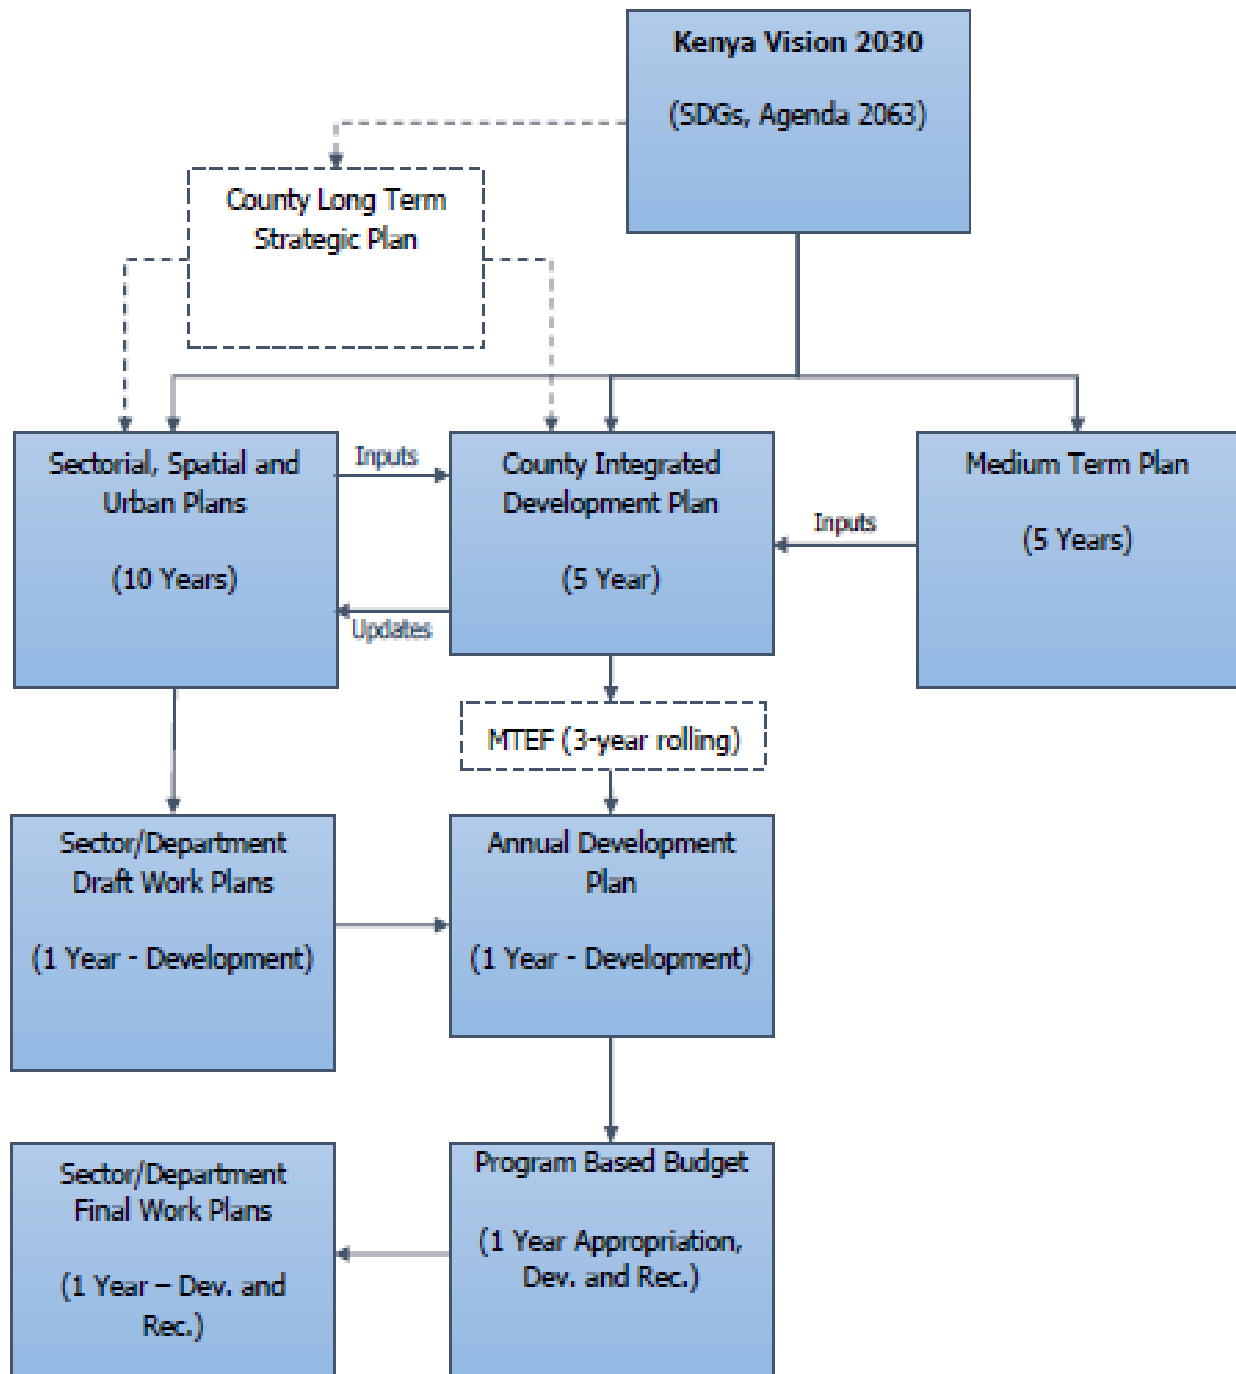 Kenya Vision 2030
(SDGs, Agenda 2063)
County Long Term
Strategic Plan
Sectorial, Spatial and
Urban Plans
(10 Years)
Inputs
Updates
County Integrated
Development Plan
(5 Year)
Inputs
Medium Term Plan
(5 Years)
MTEF (3-year rolling)
Sector/Department
Draft Work Plans
(1 Year - Development)
Annual Development
Plan
(1 Year - Development)
Sector/Department
Final Work Plans
(1 Year – Dev. and
Rec.)
Program Based Budget
(1 Year Appropriation,
Dev. and Rec.)